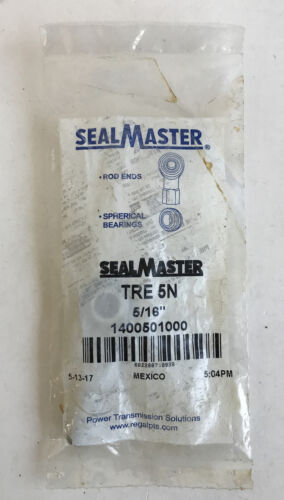 SEALMASTER®
• ROD ENDS
• SPHERICAL
BEARINGS
SEALMASTER
TRE 5N
5/16"
1400501000
5-13-17 MEXICO 5:04PM
Power Transmission Solutions
www.regalpts.com